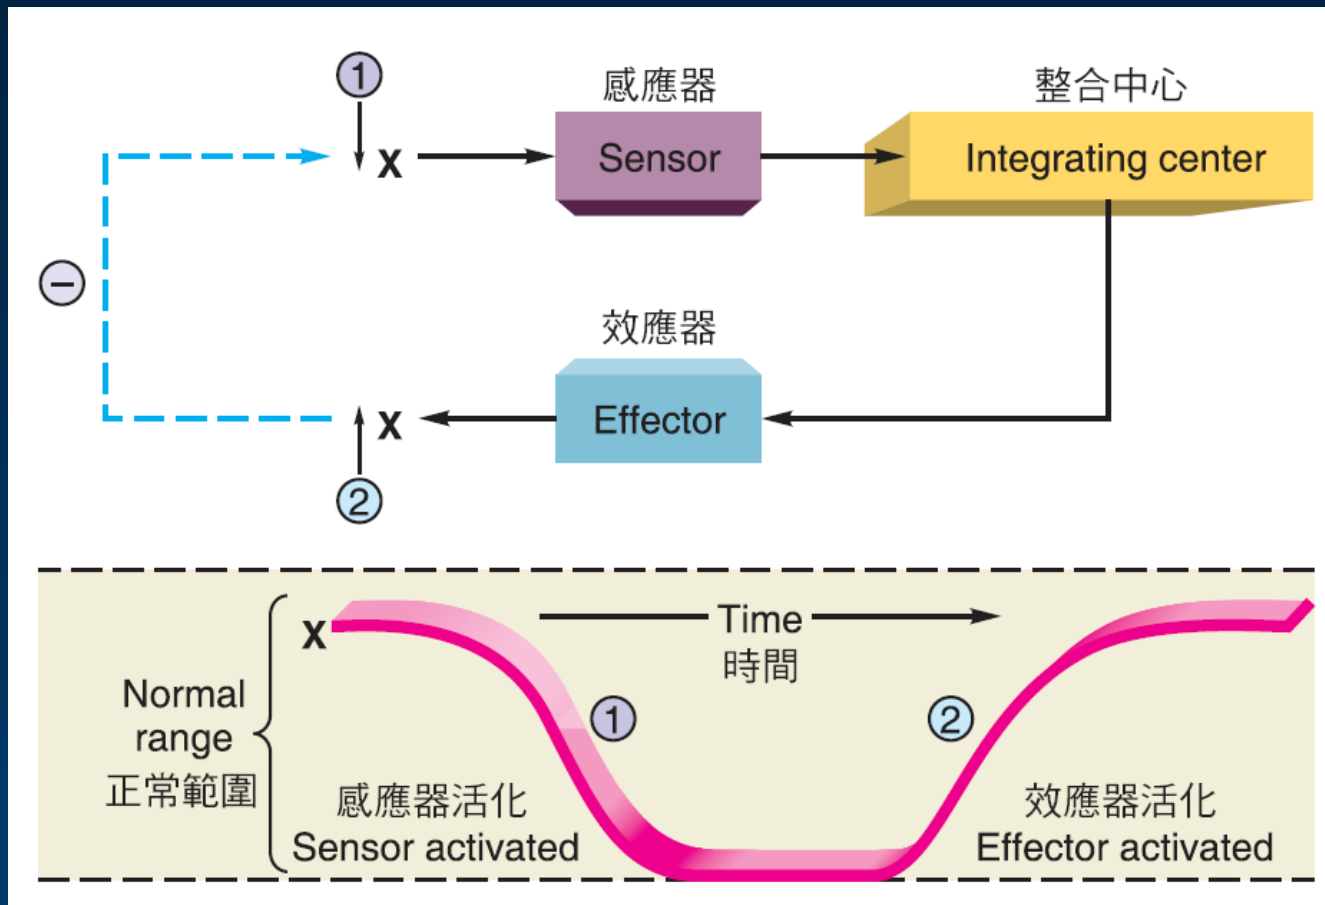 ①
感應器
整合中心
X
Sensor
Integrating center
−
效應器
X
Effector
②
X
Time
時間
Normal
range
正常範圍
①
②
感應器活化
Sensor activated
效應器活化
Effector activated